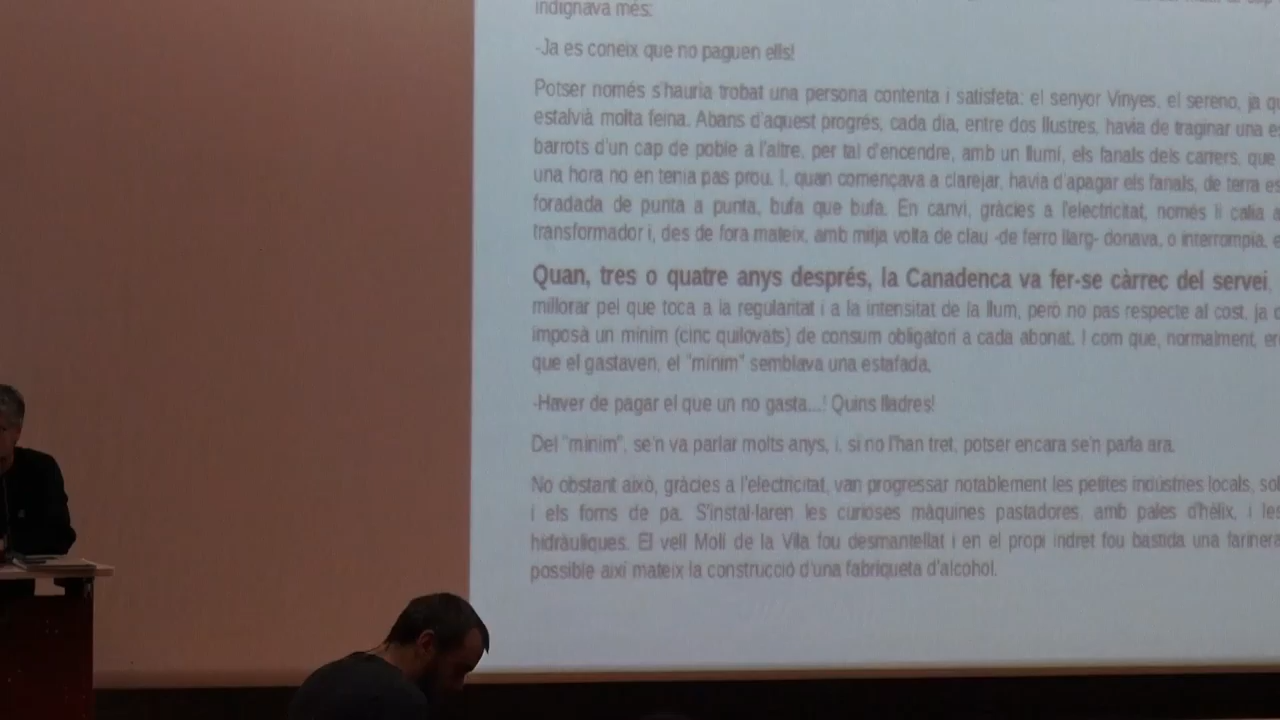 indignava més:
-Ja es coneix que no paguen ells!
Potser només s'hauria trobat una persona contenta i satisfeta: el senyor Vinyes, el sereno, ja
estalvià molta feina. Abans d'aquest progrés, cada dia, entre dos llustres, havia de traginar una
barrots d'un cap de poble a l'altre, per tal d'encendre, amb un llumí, els fanals dels carrers, que
una hora no en tenia pas prou. I, quan començava a clarejar, havia d'apagar els fanals, de terra
foradada de punta a punta, bufa que bufa. En canvi, gràcies a l'electricitat, només li calia
transformador i, des de fora mateix, amb mitja volta de clau -de ferro llarg- donava, o interrompia,
Quan, tres o quatre anys després, la Canadenca va fer-se càrrec del servei,
millorar pel que toca a la regularitat i a la intensitat de la llum, però no pas respecte al cost, ja
imposà un mínim (cinc quilovats) de consum obligatori a cada abonat. I com que, normalment,
que el gastaven, el "mínim" semblava una estafada.
-Haver de pagar el que un no gasta...! Quins lladres!
Del "mínim", se'n va parlar molts anys, i, si no l'han tret, potser encara se'n parla ara.
No obstant això, gràcies a l'electricitat, van progressar notablement les petites indústries locals,
i els forns de pa. S'instal·laren les curioses màquines pastadores, amb pales d'hèlix, i les
hidràuliques. El vell Molí de la Vila fou desmantellat i en el propi indret fou bastida una farinera
possible així mateix la construcció d'una fabriqueta d'alcohol.